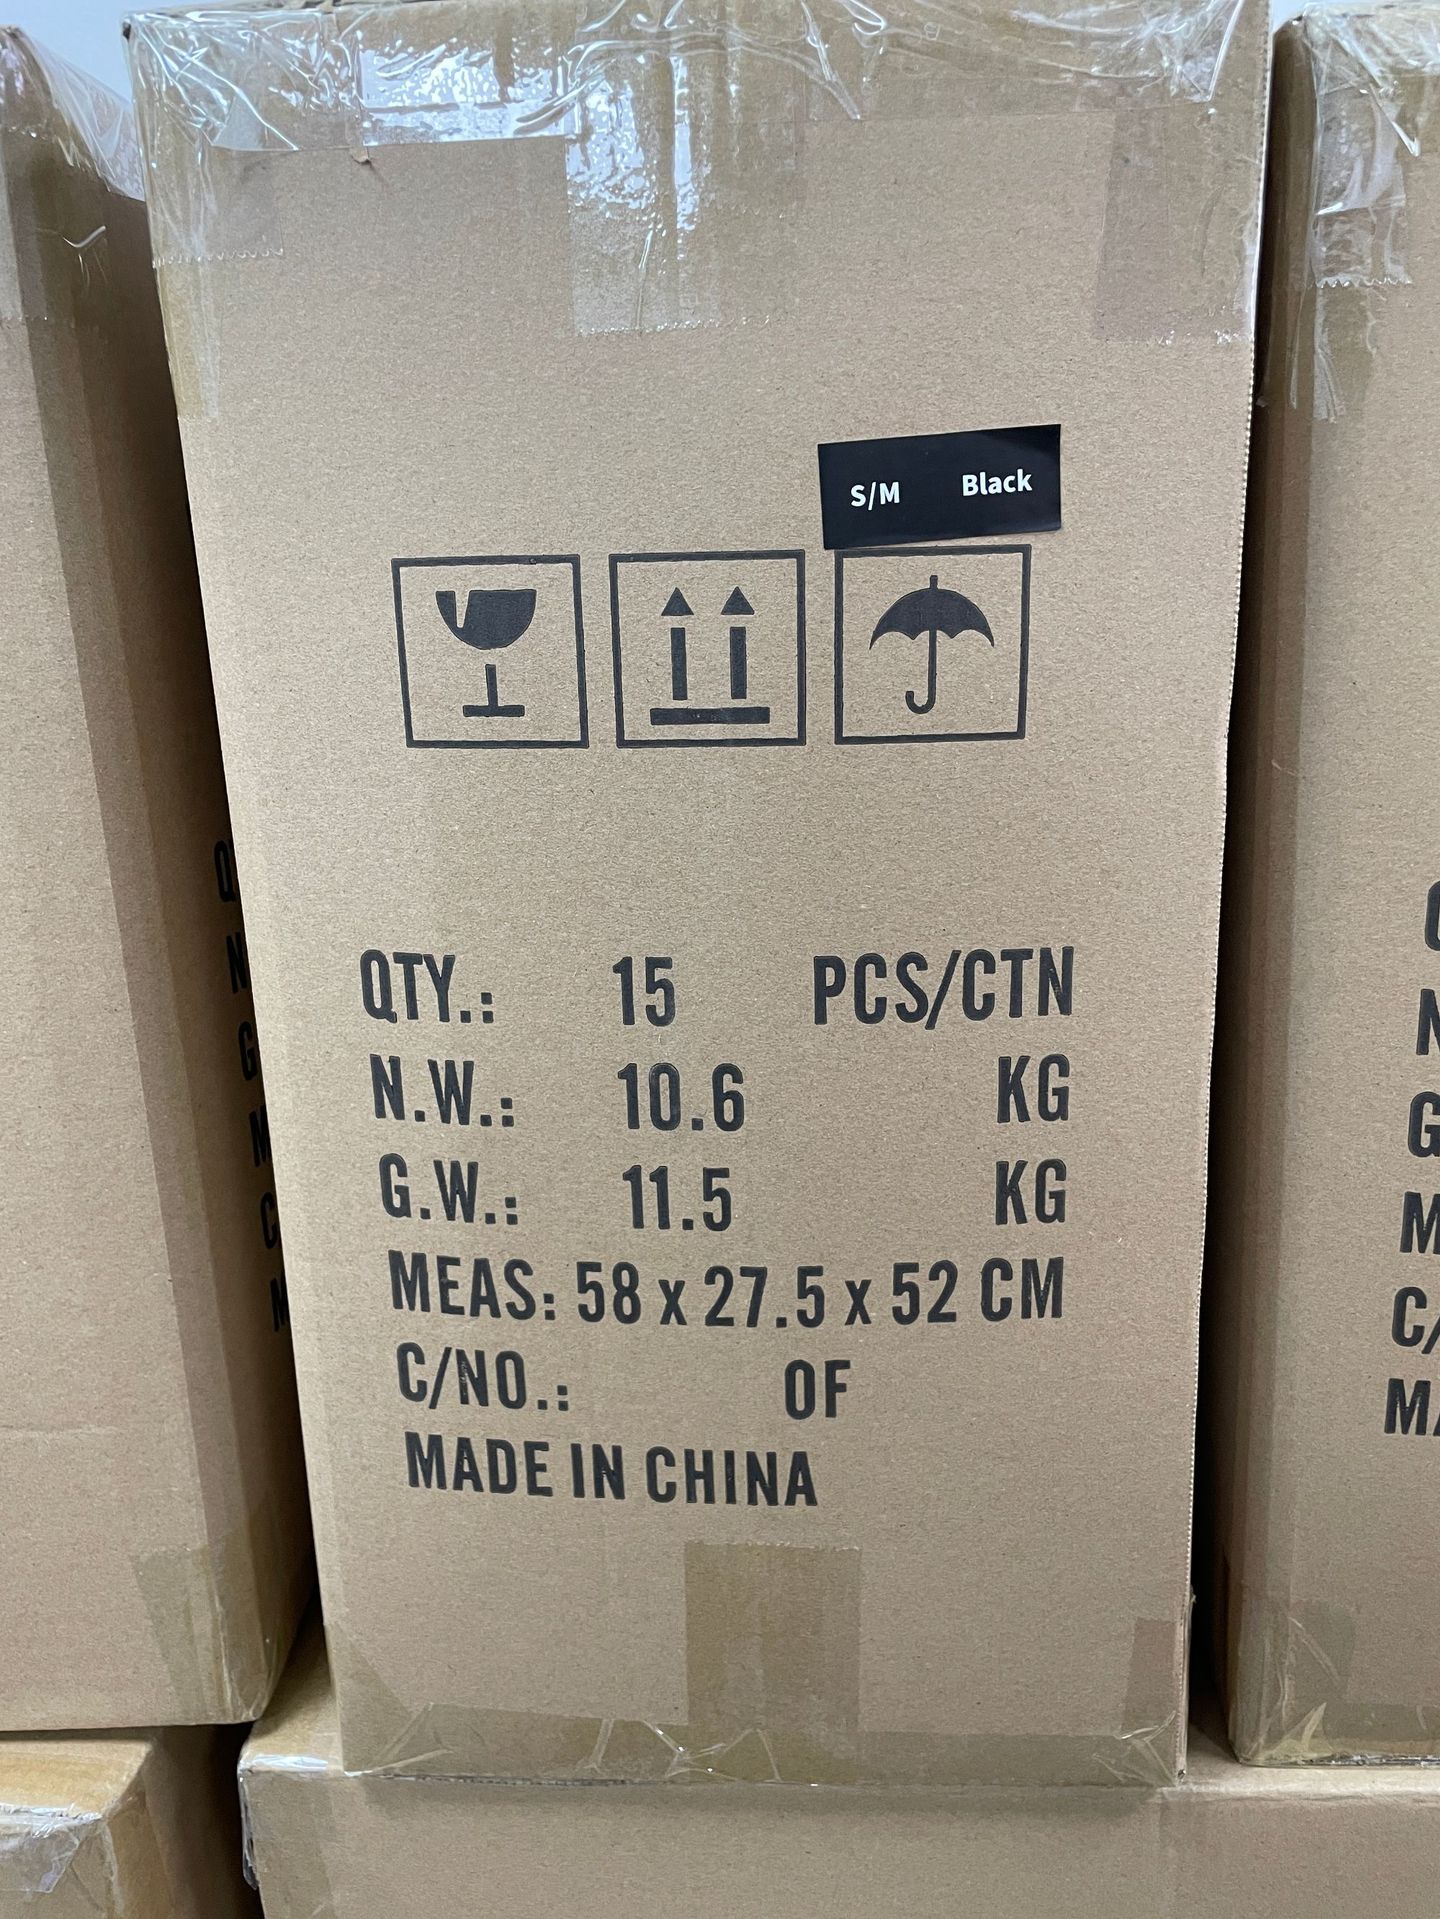 S/M Black
QTY.: 15 PCS/CTN
N.W.: 10.6 KG
G.W.: 11.5 KG
MEAS: 58 x 27.5 x 52 CM
C/NO.: OF
MADE IN CHINA